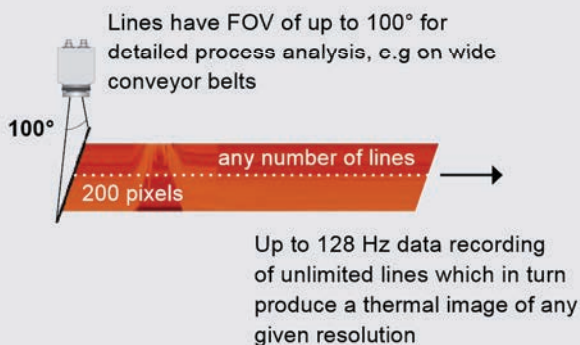 Lines have FOV of up to 100° for
detailed process analysis, e.g on wide
conveyor belts
100°
any number of lines
200 pixels
Up to 128 Hz data recording
of unlimited lines which in turn
produce a thermal image of any
given resolution